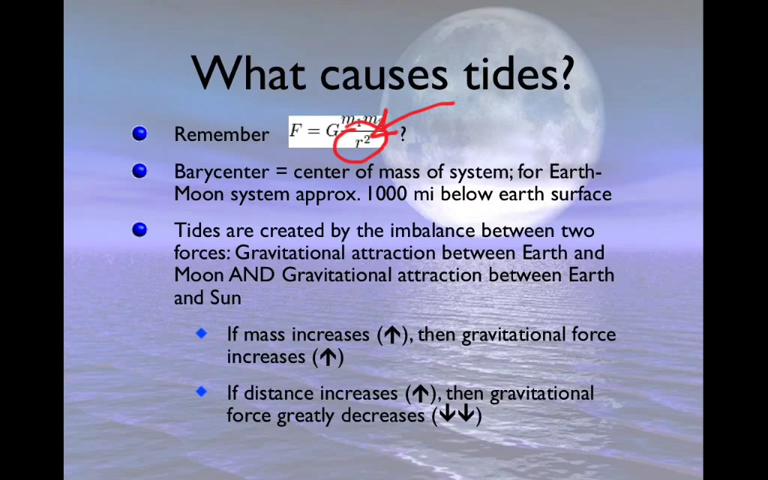 What causes tides?
Remember F = G m₁m₂ / r² ?
Barycenter = center of mass of system; for Earth-
Moon system approx. 1000 mi below earth surface
Tides are created by the imbalance between two
forces: Gravitational attraction between Earth and
Moon AND Gravitational attraction between Earth
and Sun
If mass increases (↑), then gravitational force
increases (↑)
If distance increases (↑), then gravitational
force greatly decreases (↓↓)